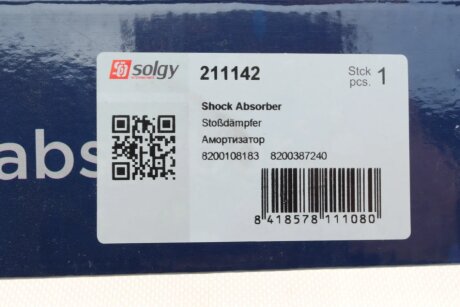 solgy
211142
Stck
pcs. 1
Shock Absorber
Stoßdämpfer
Амортизатор
8200108183 8200387240
abs
8 418578 111080